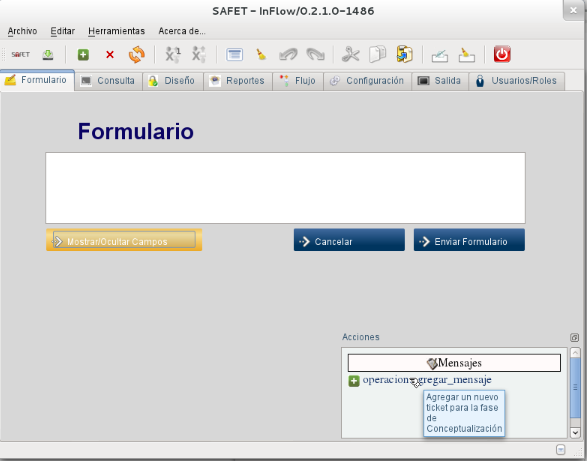 SAFET – InFlow/0.2.1.0-1486
Archivo Editar Herramientas Acerca de...
SAFET
Formulario Consulta Diseño Reportes Flujo Configuración Salida Usuarios/Roles
Formulario
Mostrar/Ocultar Campos Cancelar Enviar Formulario
Acciones
Mensajes
operacion:agregar_mensaje
Agregar un nuevo
ticket para la fase
de
Conceptualización